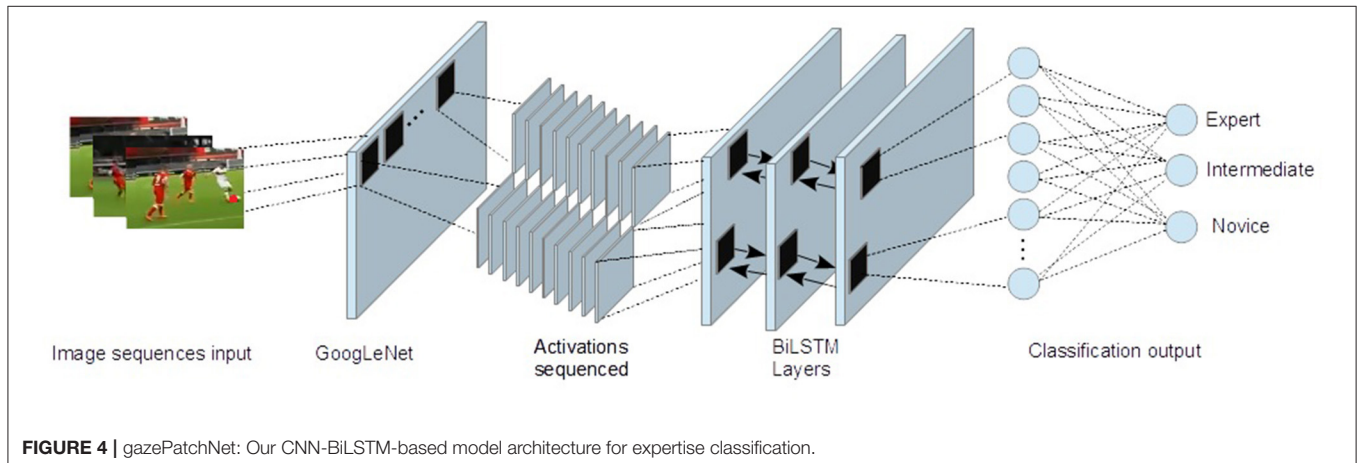 Expert
Intermediate
Novice
Image sequences input
GoogLeNet
Activations
sequenced
BiLSTM
Layers
Classification output
FIGURE 4 | gazePatchNet: Our CNN-BiLSTM-based model architecture for expertise classification.